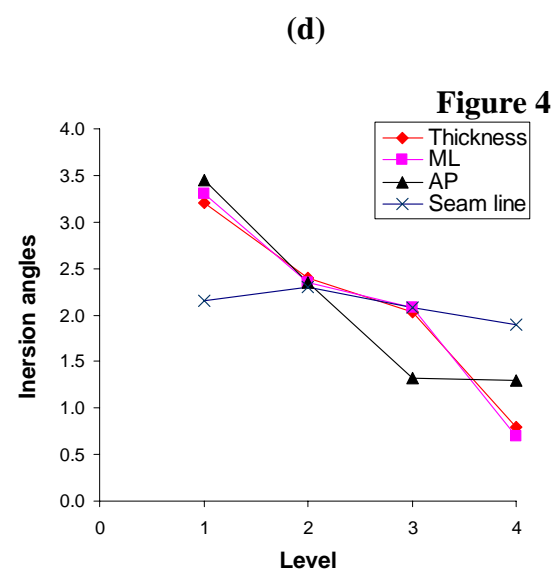 (d)
Figure 4
Thickness
ML
AP
Seam line
4.0
3.5
3.0
2.5
2.0
1.5
1.0
0.5
0.0
Inersion angles
0 1 2 3 4
Level